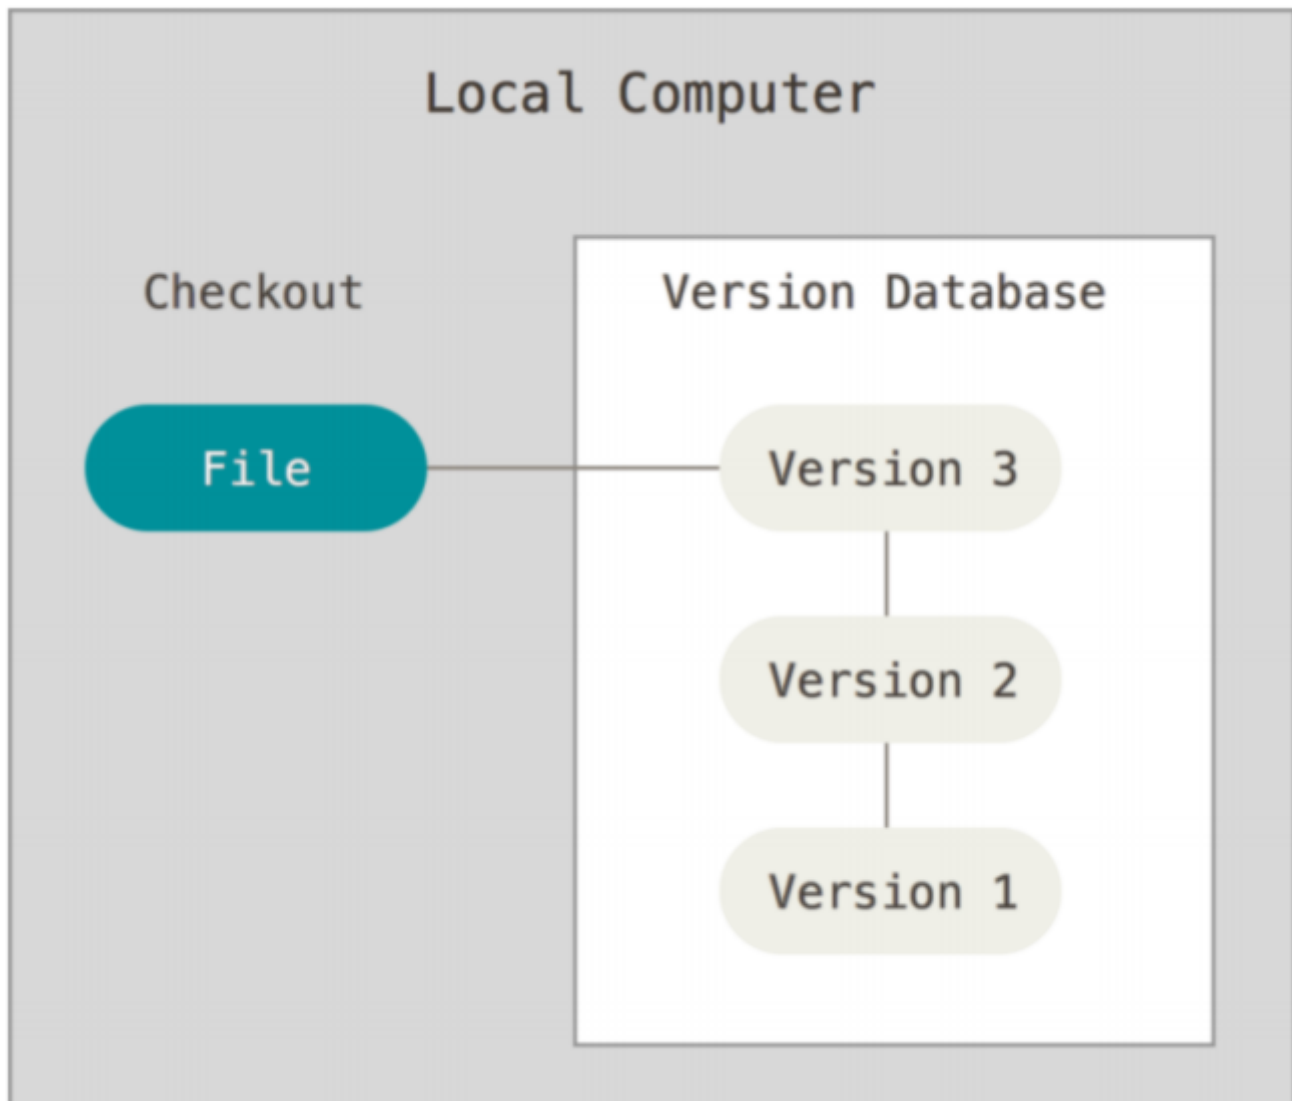 Local Computer
Checkout
Version Database
File
Version 3
Version 2
Version 1